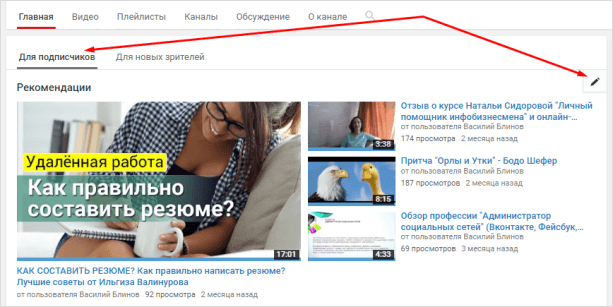 Главная Видео Плейлисты Каналы Обсуждение О канале
Для подписчиков Для новых зрителей
Рекомендации
Удалённая работа
Как правильно
составить резюме?
17:01
КАК СОСТАВИТЬ РЕЗЮМЕ? Как правильно написать резюме?
Лучшие советы от Ильгиза Валинурова
от пользователя Василий Блинов 92 просмотра 2 месяца назад
3:38
Отзыв о курсе Натальи Сидоровой "Личный
помощник инфобизнесмена" и онлайн-...
от пользователя Василий Блинов
174 просмотра 2 месяца назад
8:15
Притча "Орлы и Утки" - Бодо Шефер
от пользователя Василий Блинов
187 просмотров 2 месяца назад
4:33
Обзор профессии "Администратор
социальных сетей" (Вконтакте, Фейсбук,...
от пользователя Василий Блинов
69 просмотров 3 месяца назад